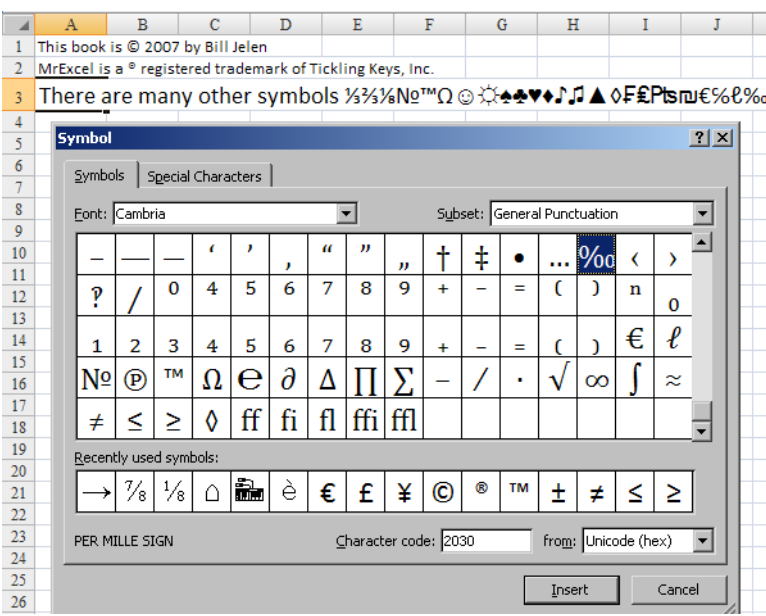 A B C D E F G H I J
1 This book is © 2007 by Bill Jelen
2 MrExcel is a ® registered trademark of Tickling Keys, Inc.
3 There are many other symbols ⅓⅔⅛№™Ω☺☼♠♣♥♦♪♫▲◊₣₤₧₪€℅ℓ‰
4
5 Symbol ? X
6 Symbols Special Characters
7
8 Font: Cambria Subset: General Punctuation
9
10 – — ― ‘ ’ ‚ “ ” „ † ‡ • … ‰ ‹ ›
11
12 ‽ ⁄ ⁰ ⁴ ⁵ ⁶ ⁷ ⁸ ⁹ ⁺ ⁻ ⁼ ⁽ ⁾ ⁿ ₀
13
14 ₁ ₂ ₃ ₄ ₅ ₆ ₇ ₈ ₉ ₊ ₋ ₌ ₍ ₎ € ℓ
15
16 № ℗ ™ Ω ℮ ∂ ∆ ∏ ∑ − ∕ ∙ √ ∞ ∫ ≈
17
18 ≠ ≤ ≥ ◊ ff fi fl ffi ffl
19 Recently used symbols:
20
21 → ⅞ ⅛ ⌂ è € £ ¥ © ® ™ ± ≠ ≤ ≥
22
23 PER MILLE SIGN Character code: 2030 from: Unicode (hex)
24
25 Insert Cancel
26